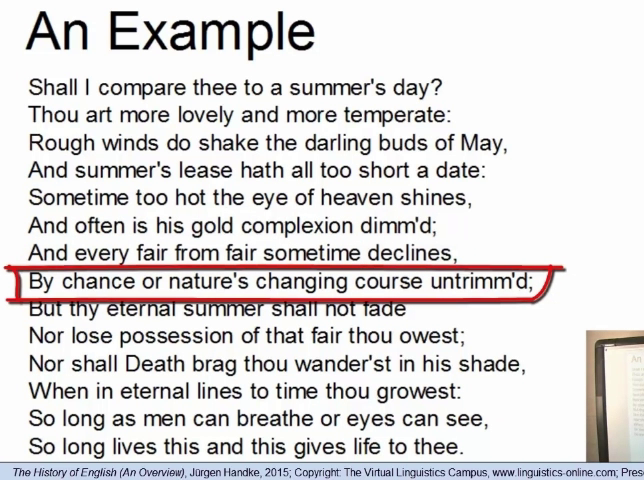 An Example
Shall I compare thee to a summer's day?
Thou art more lovely and more temperate:
Rough winds do shake the darling buds of May,
And summer's lease hath all too short a date:
Sometime too hot the eye of heaven shines,
And often is his gold complexion dimm'd;
And every fair from fair sometime declines,
By chance or nature's changing course untrimm'd;
But thy eternal summer shall not fade
Nor lose possession of that fair thou owest;
Nor shall Death brag thou wander'st in his shade,
When in eternal lines to time thou growest:
So long as men can breathe or eyes can see,
So long lives this and this gives life to thee.
The History of English (An Overview), Jürgen Handke, 2015; Copyright: The Virtual Linguistics Campus, www.linguistics-online.com; Prese